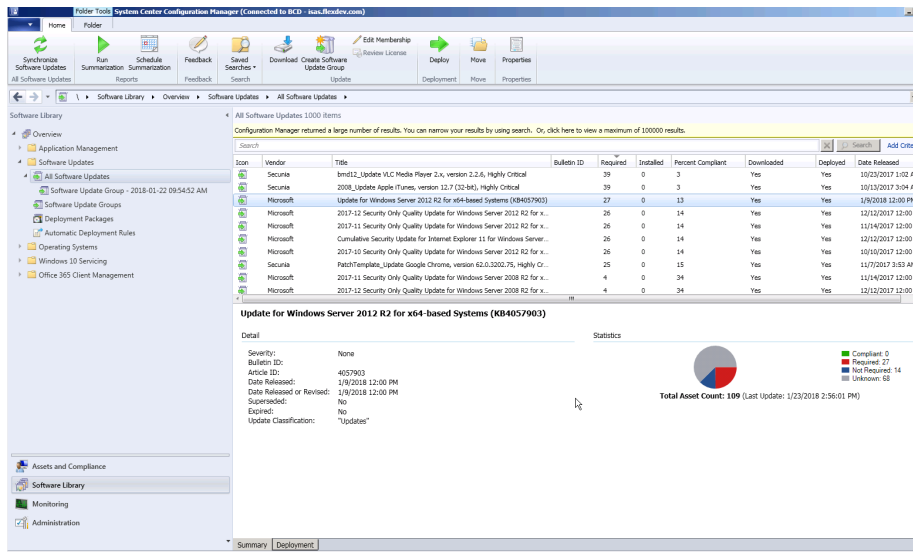 Folder Tools System Center Configuration Manager (Connected to BCD - isas.flexdev.com)
Home Folder
Synchronize Software Updates
Run Summarization
Schedule Summarization
Feedback
Saved Searches
Download
Create Software Update Group
Edit Membership
Review License
Deploy
Move
Properties
All Software Updates Reports Feedback Search Update Deployment Move Properties
\ Software Library Overview Software Updates All Software Updates
Software Library
Overview
Application Management
Software Updates
All Software Updates
Software Update Group - 2018-01-22 09:54:52 AM
Software Update Groups
Deployment Packages
Automatic Deployment Rules
Operating Systems
Windows 10 Servicing
Office 365 Client Management
Assets and Compliance
Software Library
Monitoring
Administration
All Software Updates 1000 items
Configuration Manager returned a large number of results. You can narrow your results by using search. Or, click here to view a maximum of 100000 results.
Search Search Add Crite
Icon Vendor Title Bulletin ID Required Installed Percent Compliant Downloaded Deployed Date Released
Secunia bmd12_Update VLC Media Player 2.x, version 2.2.6, Highly Critical 39 0 3 Yes Yes 10/23/2017 1:02 A
Secunia 2008_Update Apple iTunes, version 12.7 (32-bit), Highly Critical 39 0 3 Yes Yes 10/13/2017 3:04 A
Microsoft Update for Windows Server 2012 R2 for x64-based Systems (KB4057903) 27 0 13 Yes Yes 1/9/2018 12:00 PM
Microsoft 2017-12 Security Only Quality Update for Windows Server 2012 R2 for x... 26 0 14 Yes Yes 12/12/2017 12:00
Microsoft 2017-11 Security Only Quality Update for Windows Server 2012 R2 for x... 26 0 14 Yes Yes 11/14/2017 12:00
Microsoft Cumulative Security Update for Internet Explorer 11 for Windows Server... 26 0 14 Yes Yes 12/12/2017 12:00
Microsoft 2017-10 Security Only Quality Update for Windows Server 2012 R2 for x... 26 0 14 Yes Yes 10/10/2017 12:00
Secunia PatchTemplate_Update Google Chrome, version 62.0.3202.75, Highly Cr... 25 0 15 Yes Yes 11/7/2017 3:53 AM
Microsoft 2017-11 Security Only Quality Update for Windows Server 2008 R2 for x... 4 0 34 Yes Yes 11/14/2017 12:00
Microsoft 2017-12 Security Only Quality Update for Windows Server 2008 R2 for x... 4 0 34 Yes Yes 12/12/2017 12:00
Update for Windows Server 2012 R2 for x64-based Systems (KB4057903)
Detail
Severity: None
Bulletin ID:
Article ID: 4057903
Date Released: 1/9/2018 12:00 PM
Date Released or Revised: 1/9/2018 12:00 PM
Superseded: No
Expired: No
Update Classification: "Updates"
Statistics
Compliant: 0
Required: 27
Not Required: 14
Unknown: 68
Total Asset Count: 109 (Last Update: 1/23/2018 2:56:01 PM)
Summary Deployment